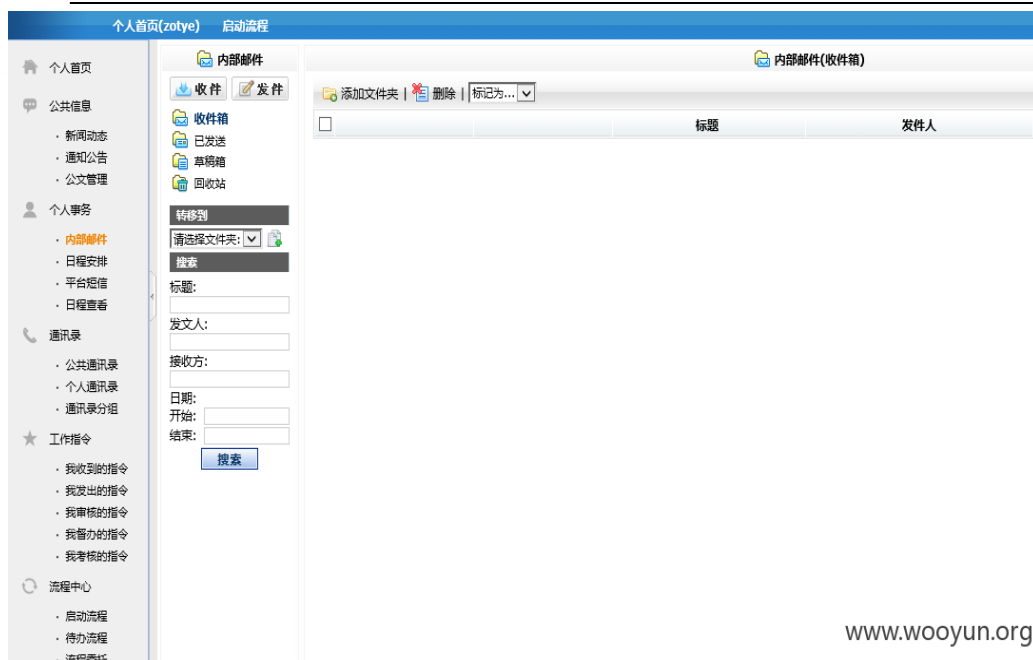 个人首页(zotye) 启动流程
个人首页
公共信息
· 新闻动态
· 通知公告
· 公文管理
个人事务
· 内部邮件
· 日程安排
· 平台短信
· 日程查看
通讯录
· 公共通讯录
· 个人通讯录
· 通讯录分组
工作指令
· 我收到的指令
· 我发出的指令
· 我审核的指令
· 我督办的指令
· 我考核的指令
流程中心
· 启动流程
· 待办流程
· 流程委托
内部邮件
收件 发件
收件箱
已发送
草稿箱
回收站
转移到
请选择文件夹:
搜索
标题:
发文人:
接收方:
日期:
开始:
结束:
搜索
内部邮件(收件箱)
添加文件夹 | 删除 | 标记为...
标题 发件人
www.wooyun.org